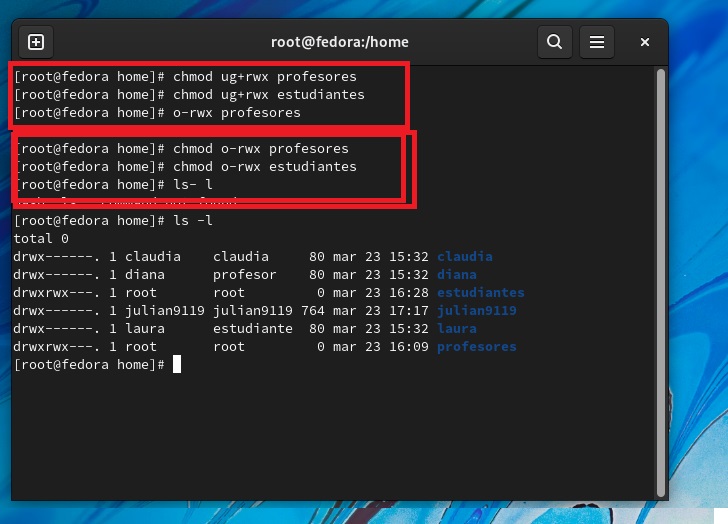 root@fedora:/home
[root@fedora home]# chmod ug+rwx profesores
[root@fedora home]# chmod ug+rwx estudiantes
[root@fedora home]# o-rwx profesores
[root@fedora home]# chmod o-rwx profesores
[root@fedora home]# chmod o-rwx estudiantes
[root@fedora home]# ls- l
[root@fedora home]# ls -l
total 0
drwx------. 1 claudia    claudia     80 mar 23 15:32 claudia
drwx------. 1 diana      profesor    80 mar 23 15:32 diana
drwxrwx---. 1 root       root         0 mar 23 16:28 estudiantes
drwx------. 1 julian9119 julian9119 764 mar 23 17:17 julian9119
drwx------. 1 laura      estudiante  80 mar 23 15:32 laura
drwxrwx---. 1 root       root         0 mar 23 16:09 profesores
[root@fedora home]#